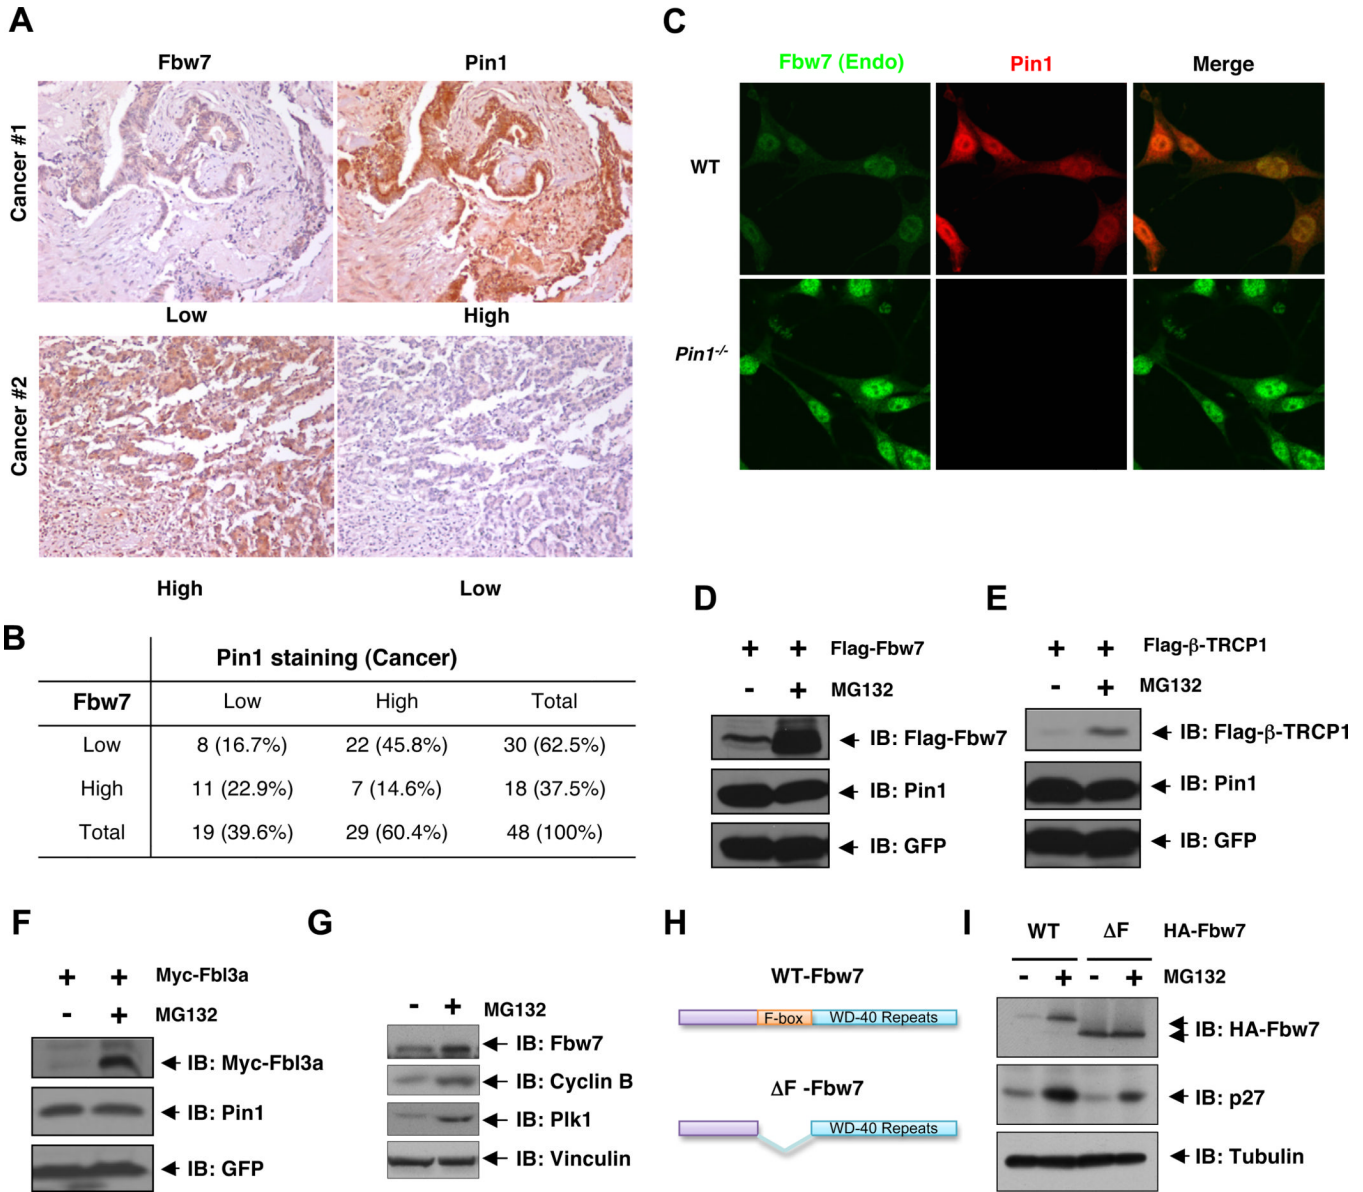 A
Fbw7 Pin1
Cancer #1
Low High
Cancer #2
High Low
B
Pin1 staining (Cancer)
Fbw7 Low High Total
Low 8 (16.7%) 22 (45.8%) 30 (62.5%)
High 11 (22.9%) 7 (14.6%) 18 (37.5%)
Total 19 (39.6%) 29 (60.4%) 48 (100%)
C
Fbw7 (Endo) Pin1 Merge
WT
Pin1-/-
D
+ + Flag-Fbw7
- + MG132
IB: Flag-Fbw7
IB: Pin1
IB: GFP
E
+ + Flag-β-TRCP1
- + MG132
IB: Flag-β-TRCP1
IB: Pin1
IB: GFP
F
+ + Myc-Fbl3a
- + MG132
IB: Myc-Fbl3a
IB: Pin1
IB: GFP
G
- + MG132
IB: Fbw7
IB: Cyclin B
IB: Plk1
IB: Vinculin
H
WT-Fbw7
F-box WD-40 Repeats
ΔF -Fbw7
WD-40 Repeats
I
WT ΔF HA-Fbw7
- + - + MG132
IB: HA-Fbw7
IB: p27
IB: Tubulin